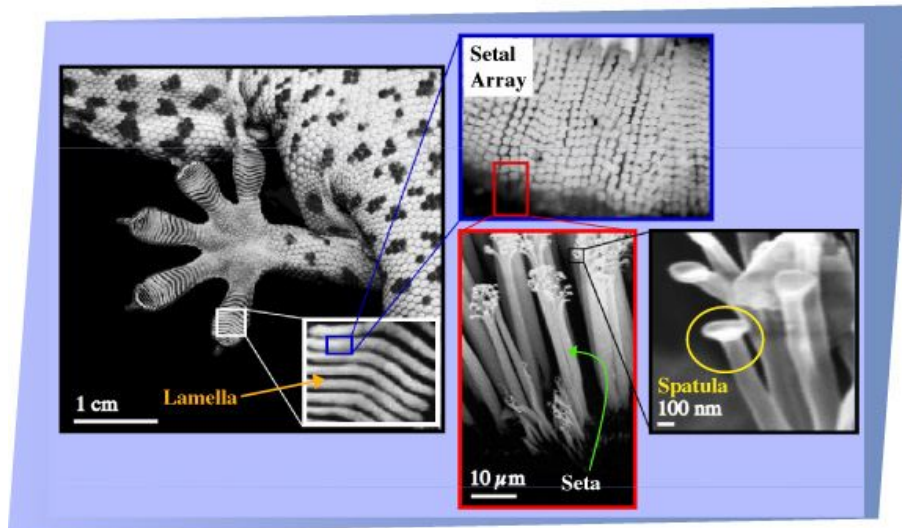 Setal
Array
Lamella
1 cm
Seta
10 μm
Spatula
100 nm